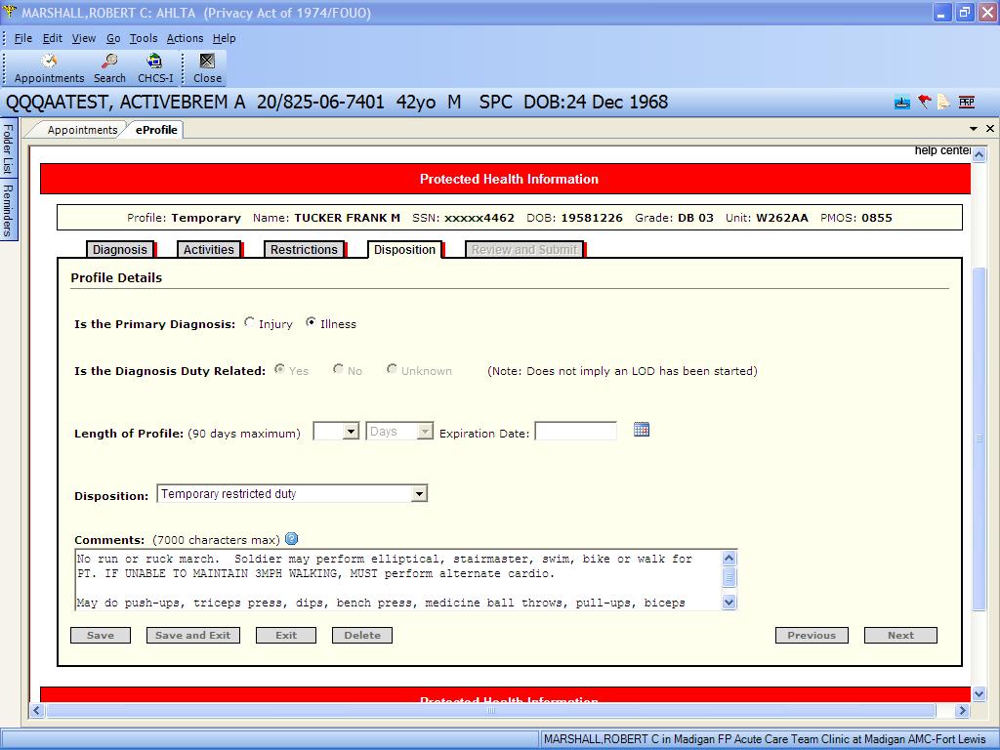 MARSHALL,ROBERT C: AHLTA (Privacy Act of 1974/FOUO)
File Edit View Go Tools Actions Help
Appointments Search CHCS-I Close
QQQAATEST, ACTIVEBREM A 20/825-06-7401 42yo M SPC DOB:24 Dec 1968
Folder List
Reminders
Appointments eProfile
help center
Protected Health Information
Profile: Temporary Name: TUCKER FRANK M SSN: xxxxx4462 DOB: 19581226 Grade: DB 03 Unit: W262AA PMOS: 0855
Diagnosis Activities Restrictions Disposition Review and Submit
Profile Details
Is the Primary Diagnosis: Injury Illness
Is the Diagnosis Duty Related: Yes No Unknown (Note: Does not imply an LOD has been started)
Length of Profile: (90 days maximum) Days Expiration Date:
Disposition: Temporary restricted duty
Comments: (7000 characters max) ?
No run or ruck march. Soldier may perform elliptical, stairmaster, swim, bike or walk for
PT. IF UNABLE TO MAINTAIN 3MPH WALKING, MUST perform alternate cardio.
May do push-ups, triceps press, dips, bench press, medicine ball throws, pull-ups, biceps
Save Save and Exit Exit Delete Previous Next
Protected Health Information
MARSHALL,ROBERT C in Madigan FP Acute Care Team Clinic at Madigan AMC-Fort Lewis